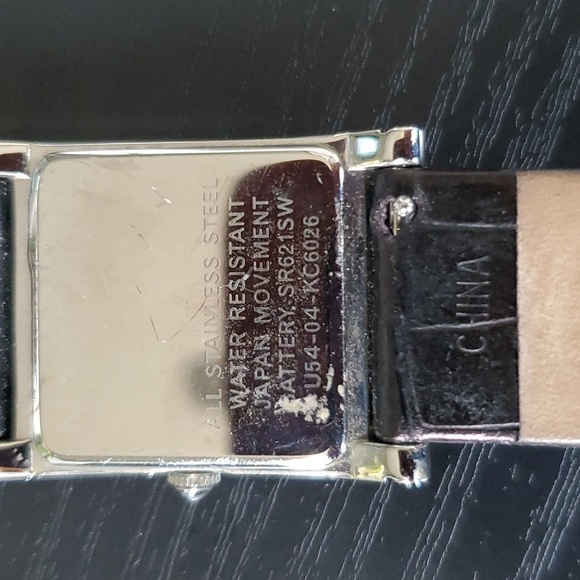 ALL STAINLESS STEEL
WATER RESISTANT
JAPAN MOVEMENT
BATTERY SR621SW
U54-04-KC6026
CHINA